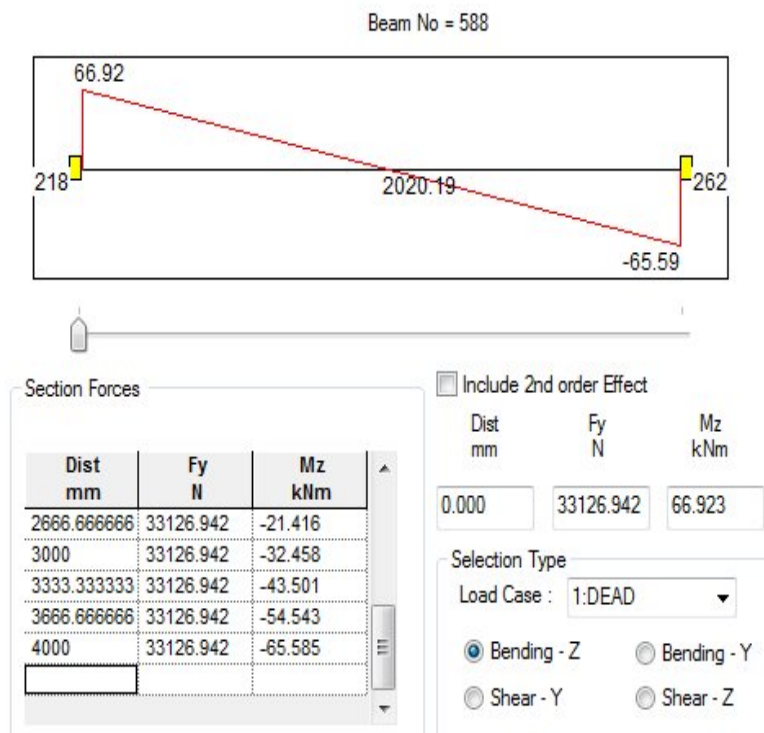 Beam No = 588
66.92
218
2020.19
262
-65.59
Section Forces
Dist Fy Mz
mm N kNm
2666.666666 33126.942 -21.416
3000 33126.942 -32.458
3333.333333 33126.942 -43.501
3666.666666 33126.942 -54.543
4000 33126.942 -65.585
Include 2nd order Effect
Dist Fy Mz
mm N kNm
0.000 33126.942 66.923
Selection Type
Load Case : 1:DEAD
Bending - Z Bending - Y
Shear - Y Shear - Z